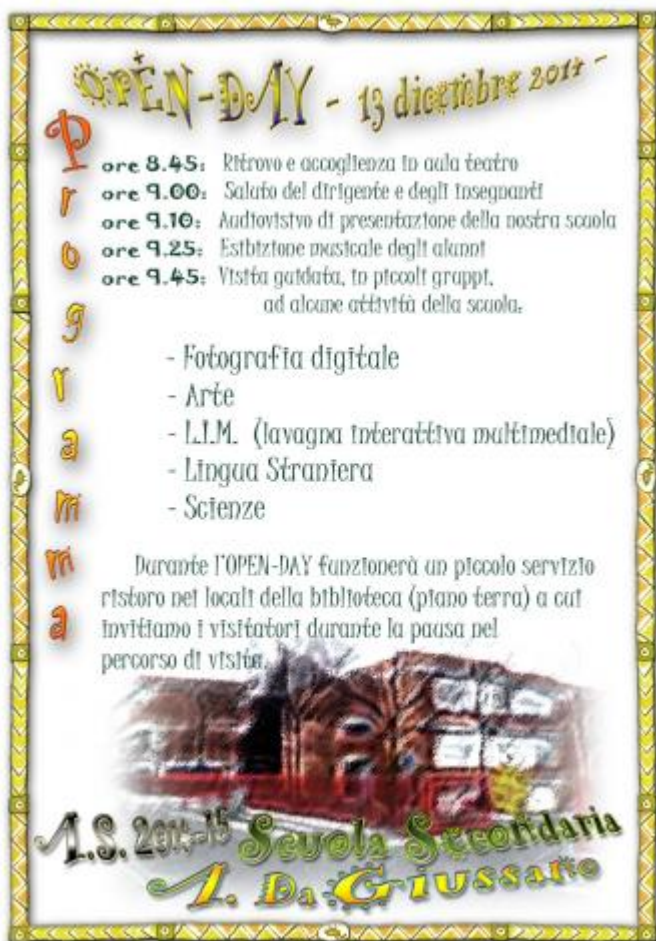 OPEN-DAY - 13 dicembre 2014 -
Programma
ore 8.45: Ritrovo e accoglienza in aula teatro
ore 9.00: Saluto del dirigente e degli insegnanti
ore 9.10: Audiovisivo di presentazione della nostra scuola
ore 9.25: Esibizione musicale degli alunni
ore 9.45: Visita guidata, in piccoli gruppi,
ad alcune attività della scuola:
- Fotografia digitale
- Arte
- L.I.M. (lavagna interattiva multimediale)
- Lingua Straniera
- Scienze
Durante l'OPEN-DAY funzionerà un piccolo servizio
ristoro nei locali della biblioteca (piano terra) a cui
invitiamo i visitatori durante la pausa nel
percorso di visita.
A.S. 2014-15 Scuola Secondaria
A. Da Giussano